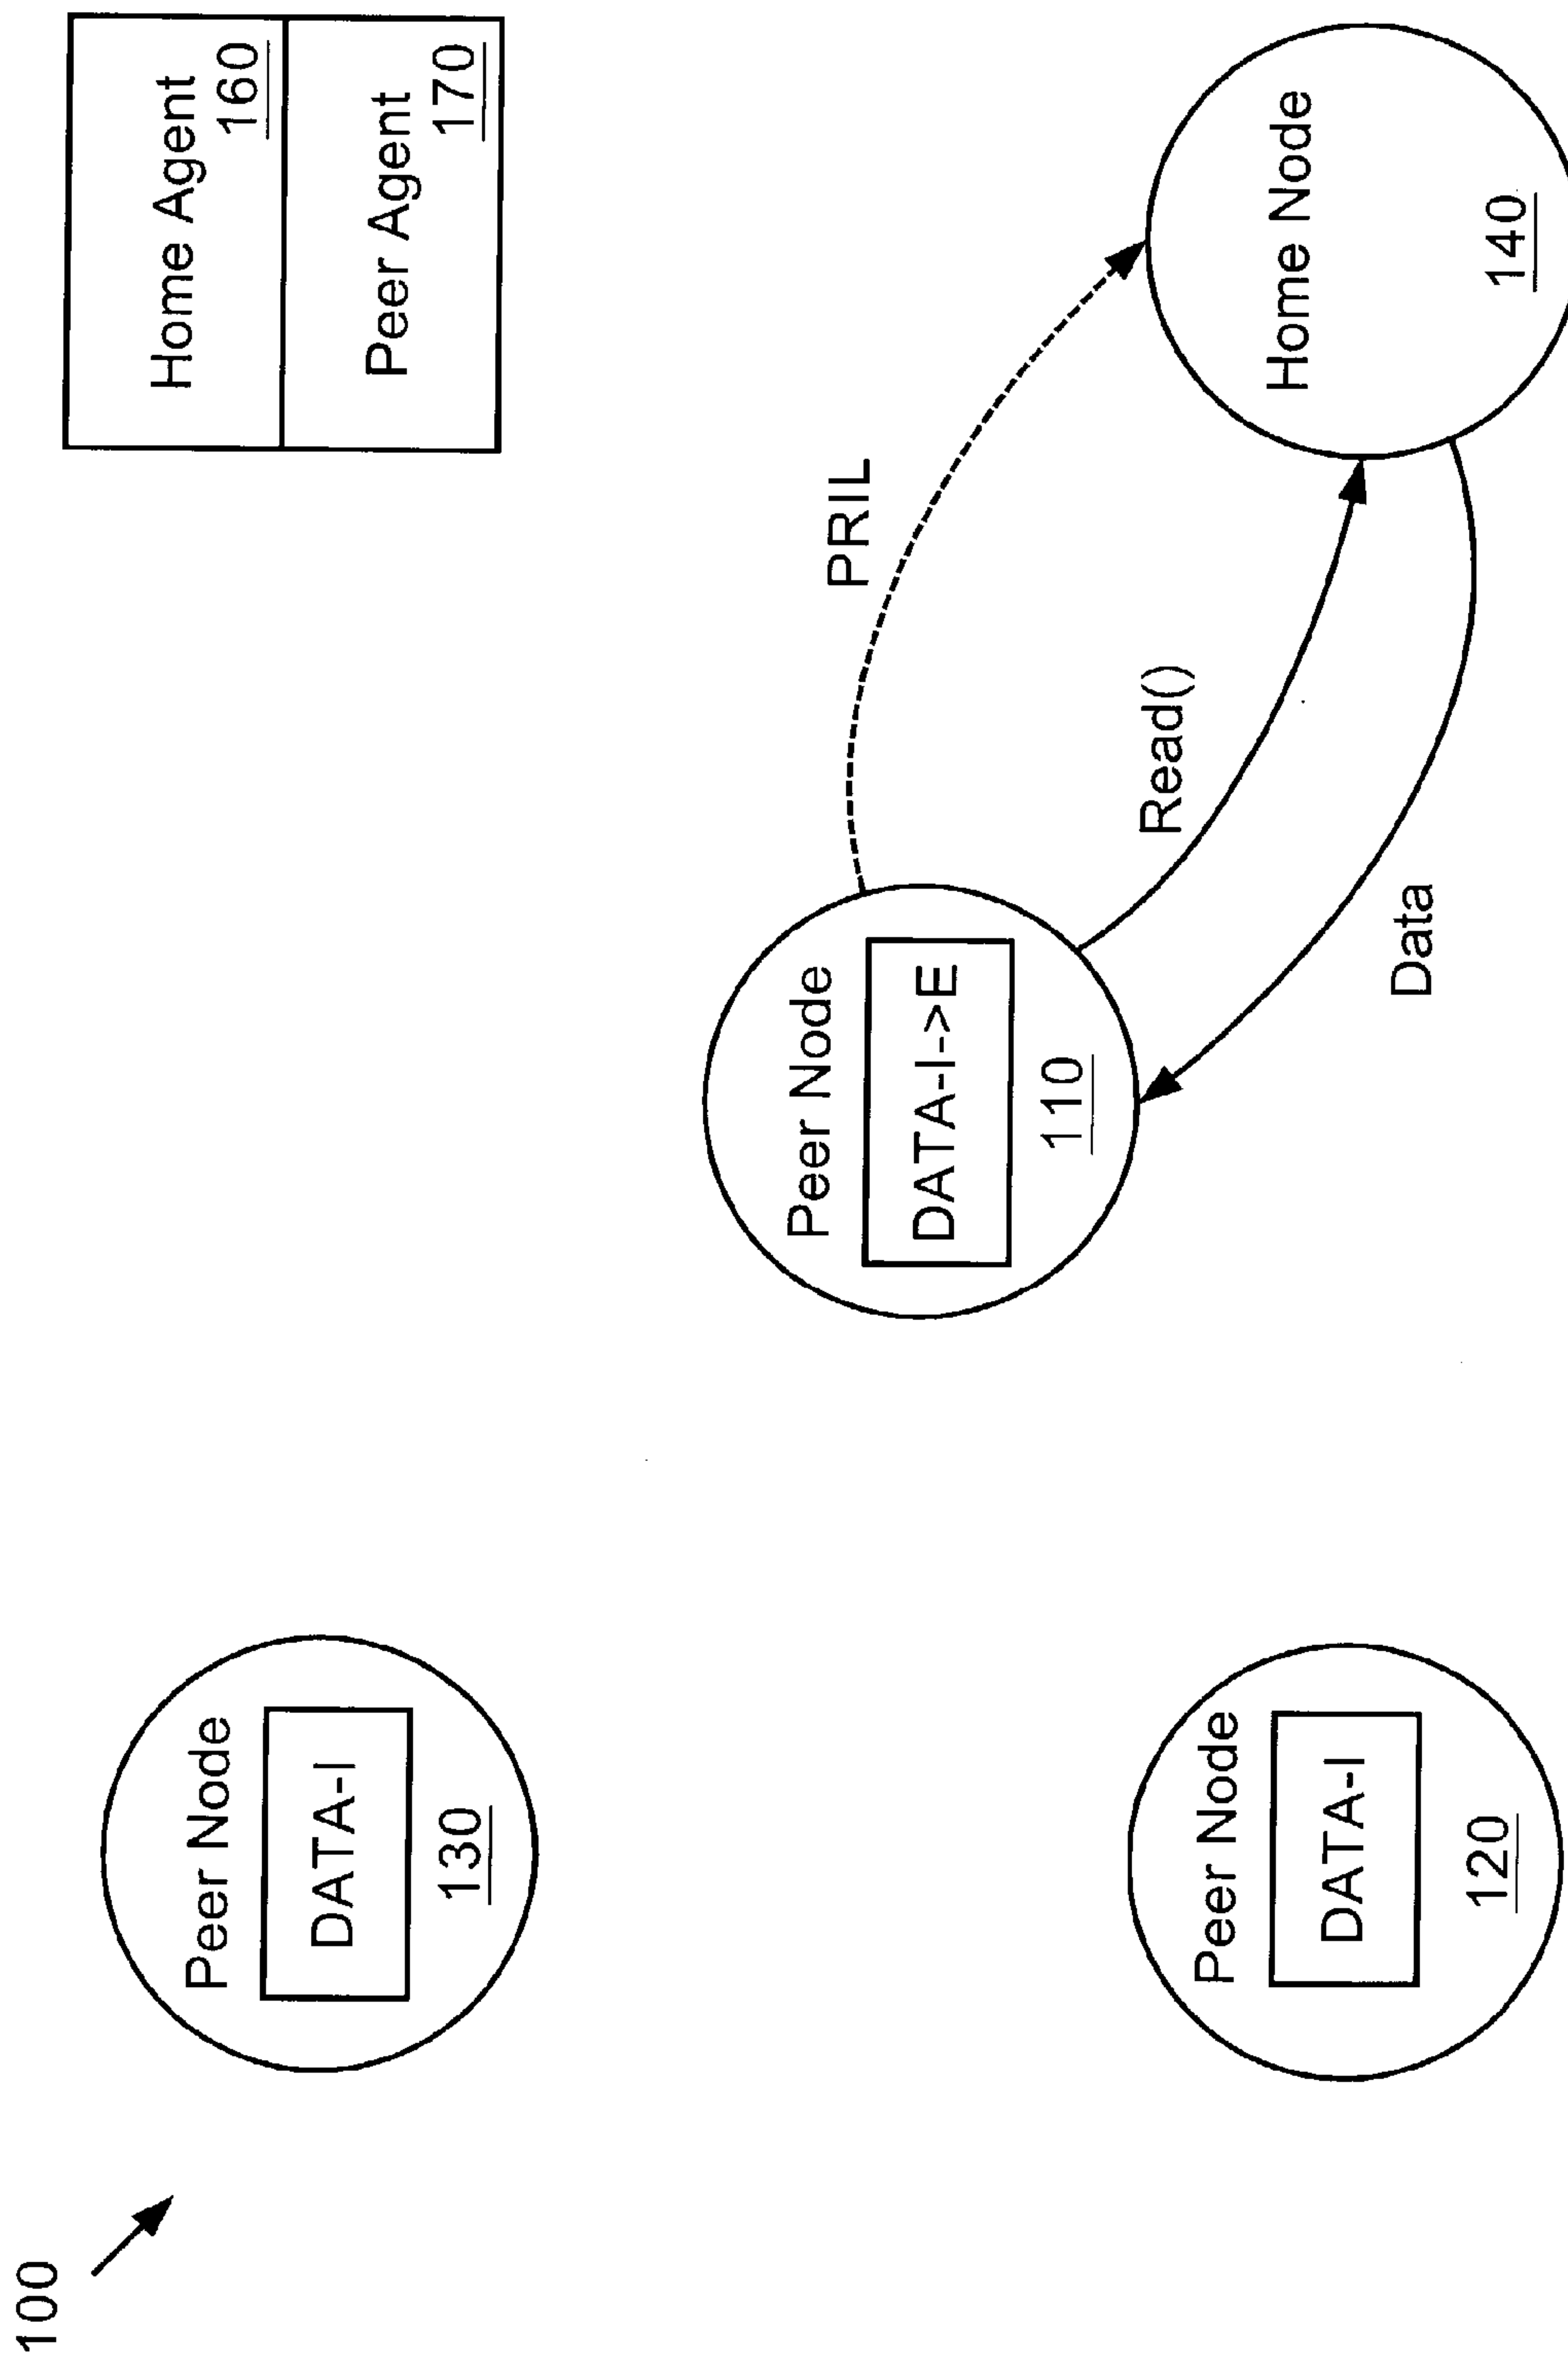 100
Peer Node
DATA-I
130
Home Agent
160
Peer Agent
170
Peer Node
DATA-I->E
110
PRIL
Read()
Data
Peer Node
DATA-I
120
Home Node
140